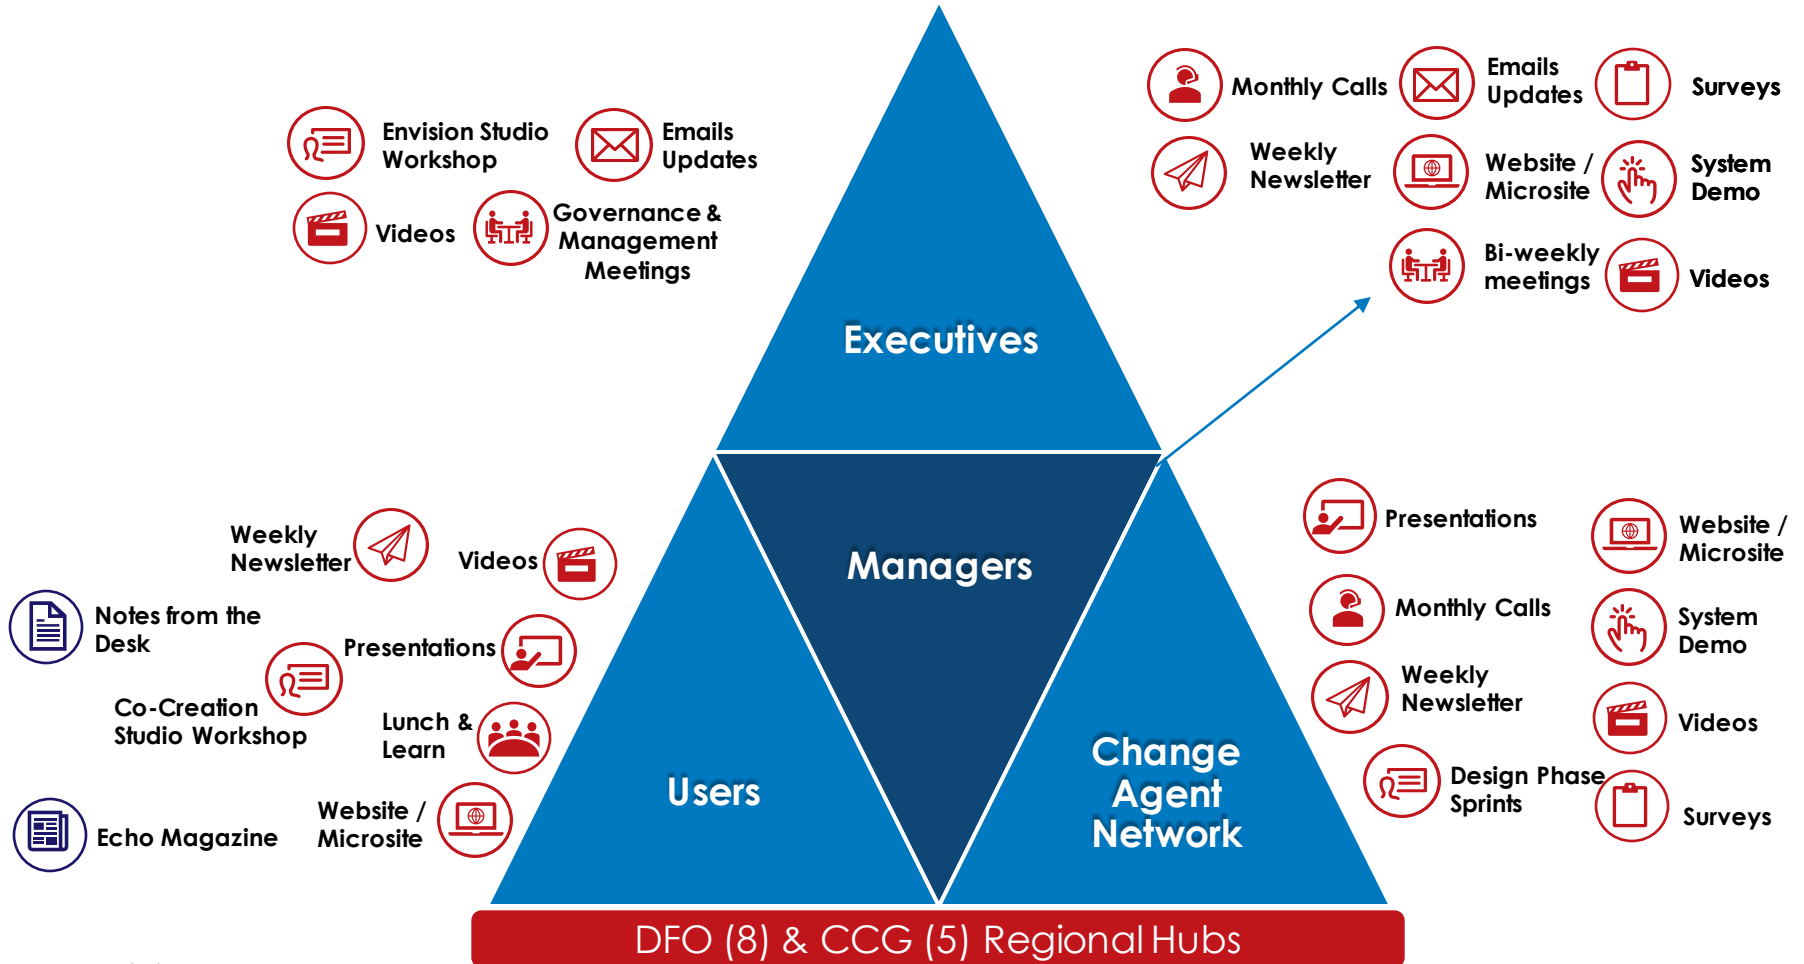 Envision Studio
Workshop
Emails
Updates
Videos
Governance &
Management
Meetings
Monthly Calls
Emails
Updates
Surveys
Weekly
Newsletter
Website /
Microsite
System
Demo
Bi-weekly
meetings
Videos
Executives
Managers
Users
Change
Agent
Network
Weekly
Newsletter
Videos
Notes from the
Desk
Presentations
Co-Creation
Studio Workshop
Lunch &
Learn
Echo Magazine
Website /
Microsite
Presentations
Website /
Microsite
Monthly Calls
System
Demo
Weekly
Newsletter
Videos
Design Phase
Sprints
Surveys
DFO (8) & CCG (5) Regional Hubs